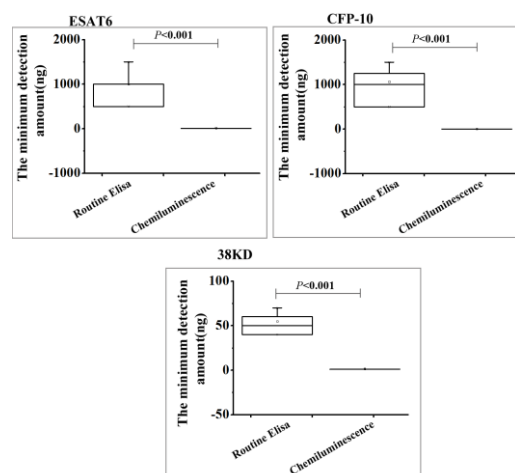 ESAT6
P<0.001
The minimum detection
amount(ng)
2000
1000
0
-1000
Routine Elisa
Chemiluminescence
CFP-10
P<0.001
The minimum detection
amount(ng)
2000
1000
0
-1000
Routine Elisa
Chemiluminescence
38KD
P<0.001
The minimum detection
amount(ng)
100
50
0
-50
Routine Elisa
Chemiluminescence